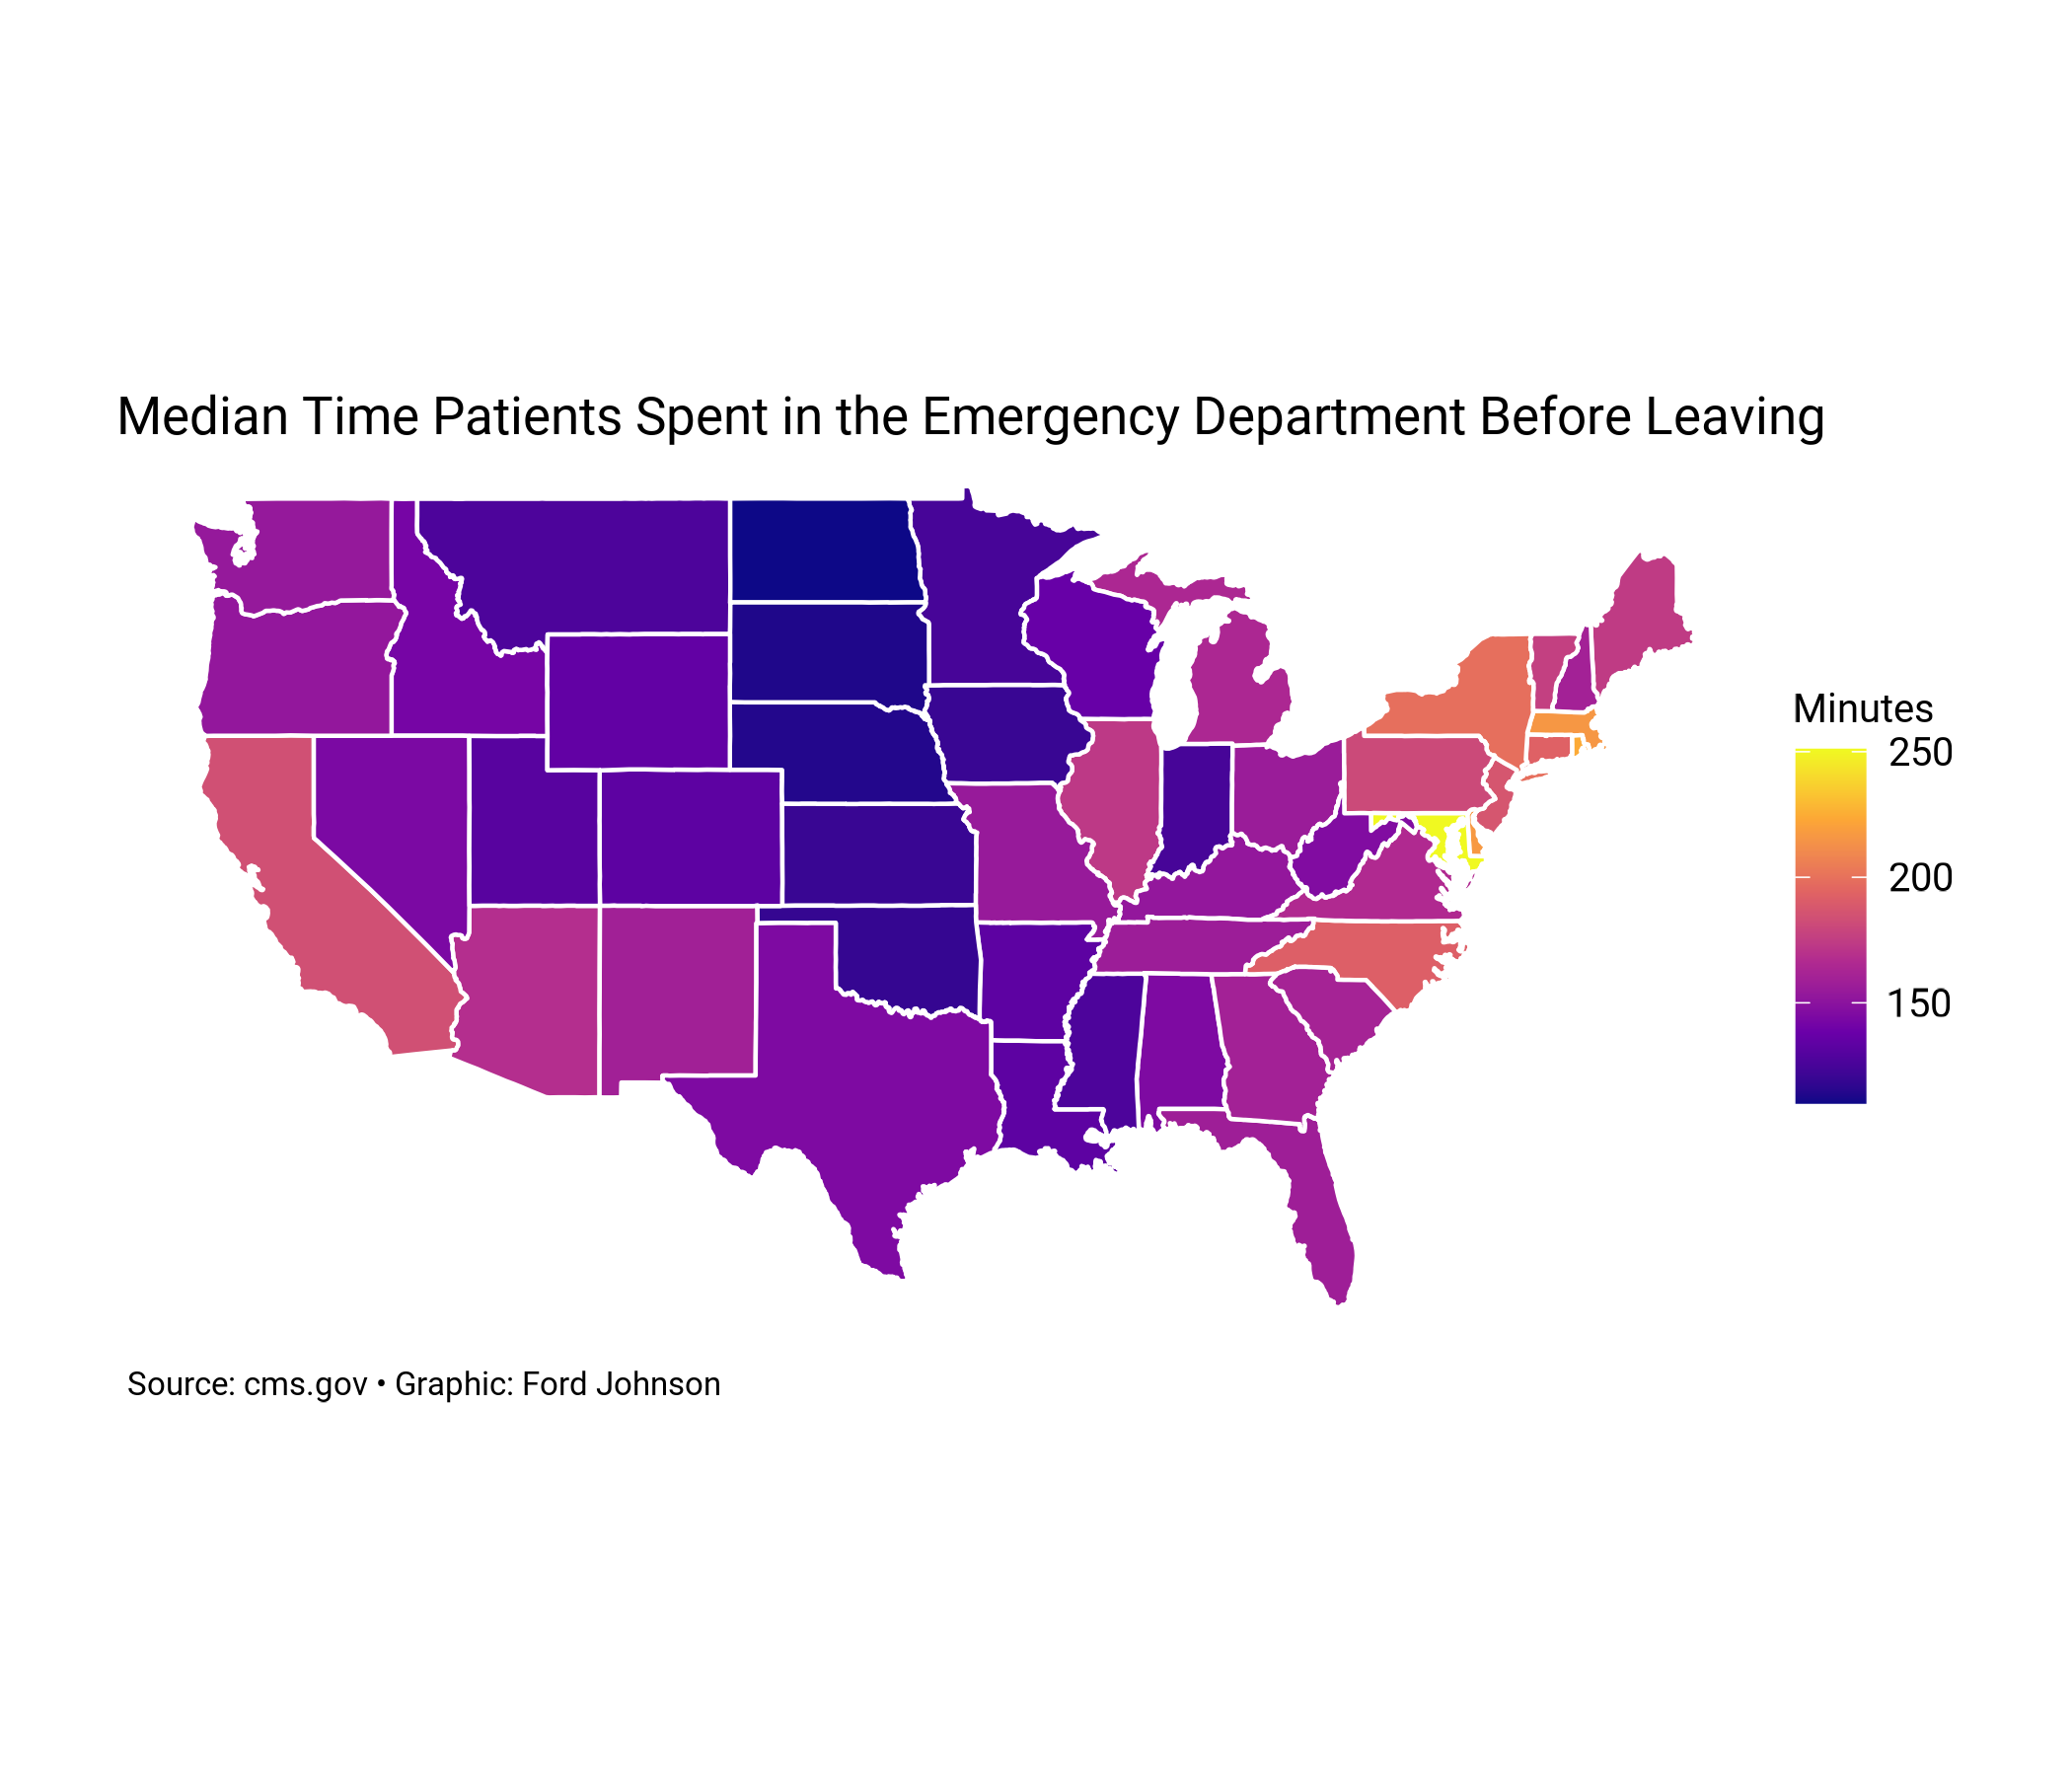 Median Time Patients Spent in the Emergency Department Before Leaving
Minutes
250
200
150
Source: cms.gov • Graphic: Ford Johnson